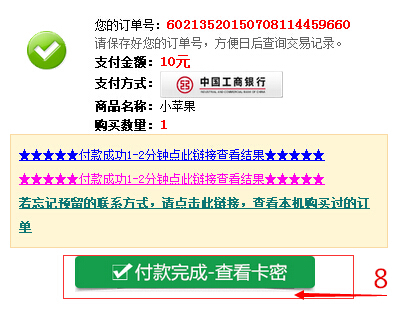 您的订单号：60213520150708114459660
请保存好您的订单号，方便日后查询交易记录。
支付金额：10元
支付方式：中国工商银行
INDUSTRIAL AND COMMERCIAL BANK OF CHINA
商品名称：小苹果
购买数量：1
★★★★★付款成功1-2分钟点此链接查看结果★★★★★
★★★★★付款成功1-2分钟点此链接查看结果★★★★★
若忘记预留的联系方式，请点击此链接，查看本机购买过的订
单
付款完成-查看卡密
8